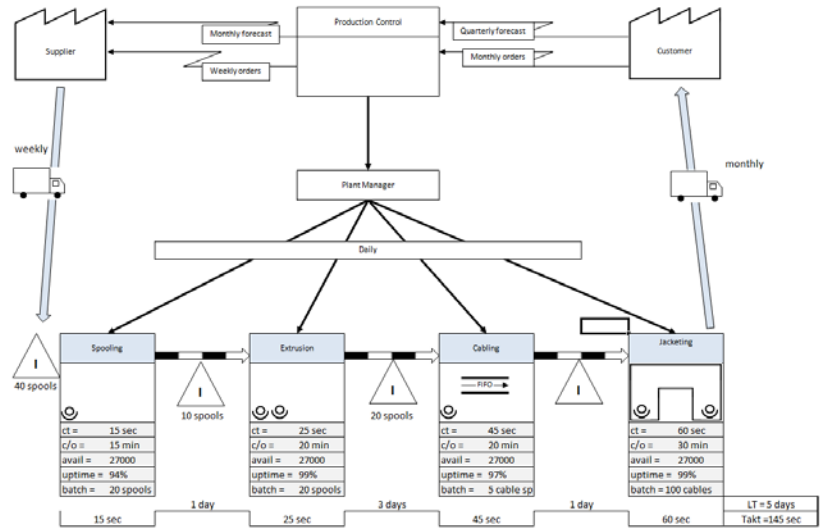 Production Control
Supplier
Monthly forecast
Weekly orders
Quarterly forecast
Monthly orders
Customer
weekly
monthly
Plant Manager
Daily
Spooling
Extrusion
Cabling
Jacketing
I
I
I
I
FIFO
40 spools
10 spools
20 spools
ct = 15 sec
c/o = 15 min
avail = 27000
uptime = 94%
batch = 20 spools
ct = 25 sec
c/o = 20 min
avail = 27000
uptime = 99%
batch = 20 spools
ct = 45 sec
c/o = 20 min
avail = 27000
uptime = 97%
batch = 5 cable sp
ct = 60 sec
c/o = 30 min
avail = 27000
uptime = 99%
batch = 100 cables
1 day
3 days
1 day
LT = 5 days
15 sec
25 sec
45 sec
60 sec
Takt =145 sec